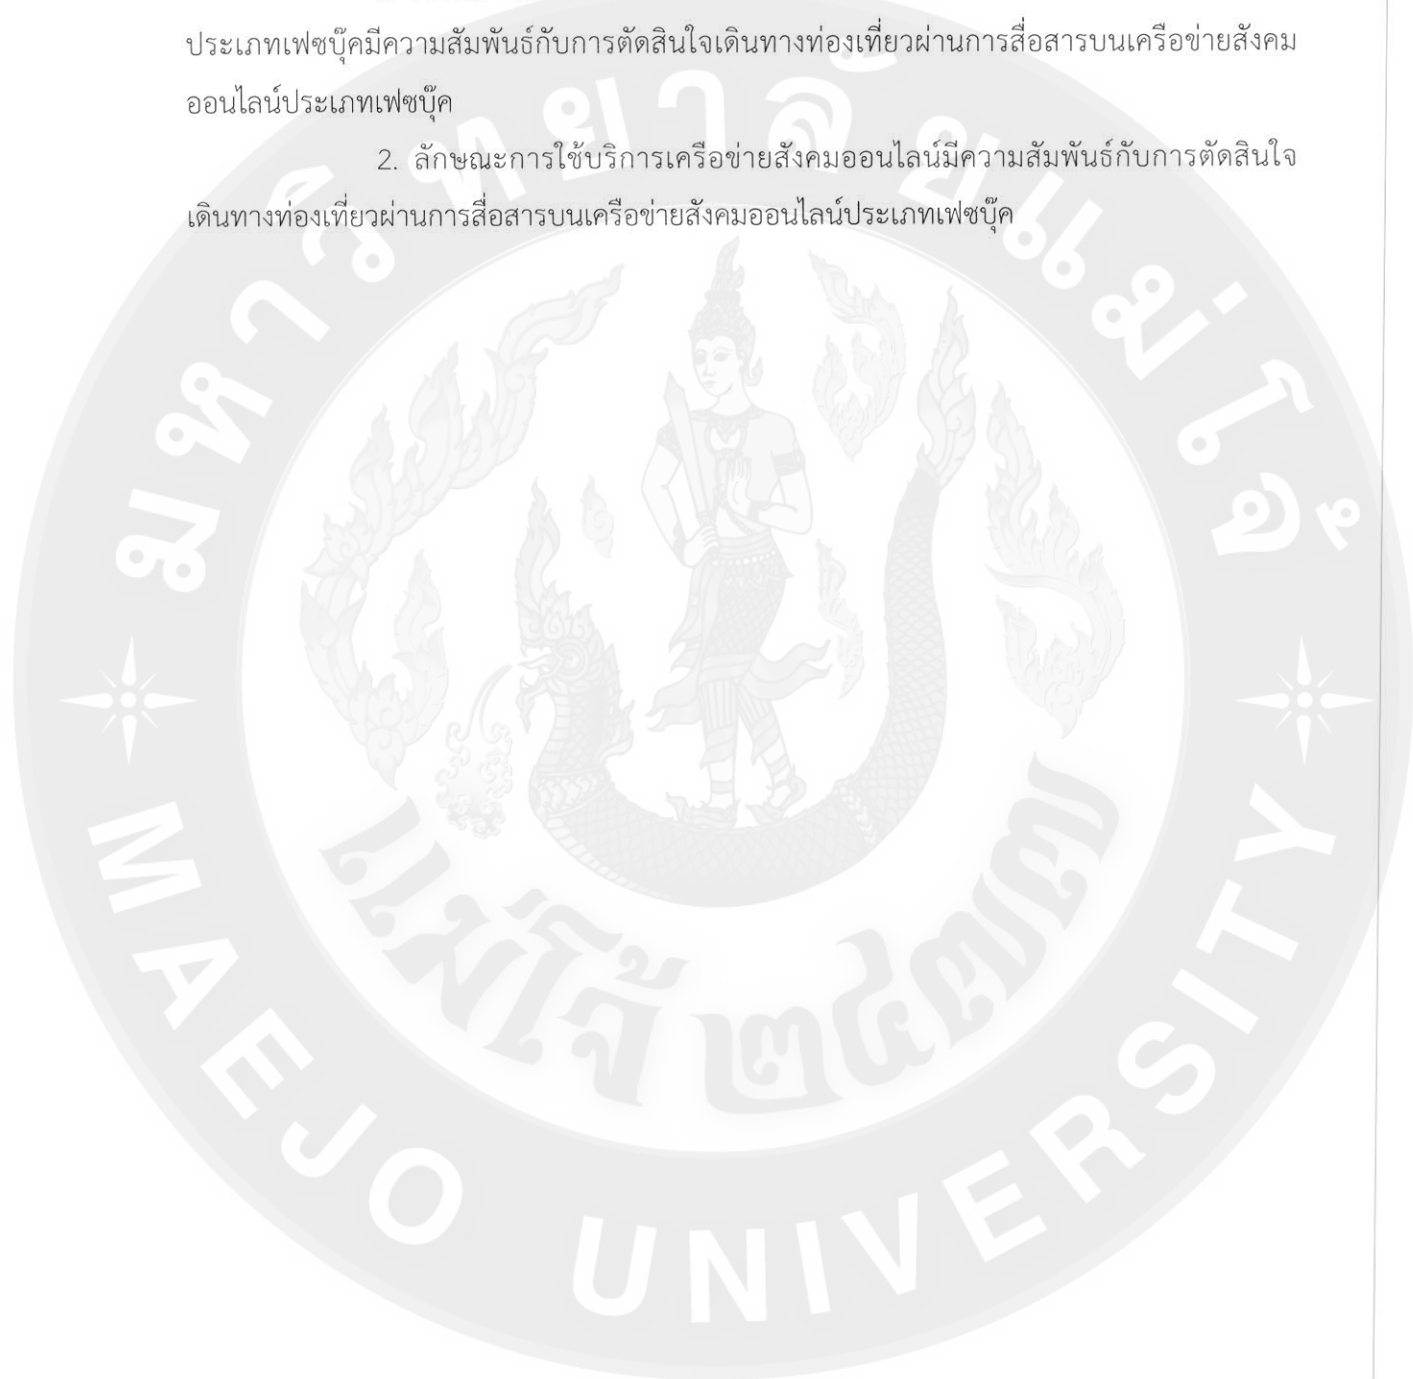 ประเภทเฟซบุ๊คมีความสัมพันธ์กับการตัดสินใจเดินทางท่องเที่ยวผ่านการสื่อสารบนเครือข่ายสังคม
ออนไลน์ประเภทเฟซบุ๊ค
2. ลักษณะการใช้บริการเครือข่ายสังคมออนไลน์มีความสัมพันธ์กับการตัดสินใจ
เดินทางท่องเที่ยวผ่านการสื่อสารบนเครือข่ายสังคมออนไลน์ประเภทเฟซบุ๊ค
มหาวิทยาลัยแม่โจ้
แม่โจ้ ๒๔๗๗
MAEJO UNIVERSITY